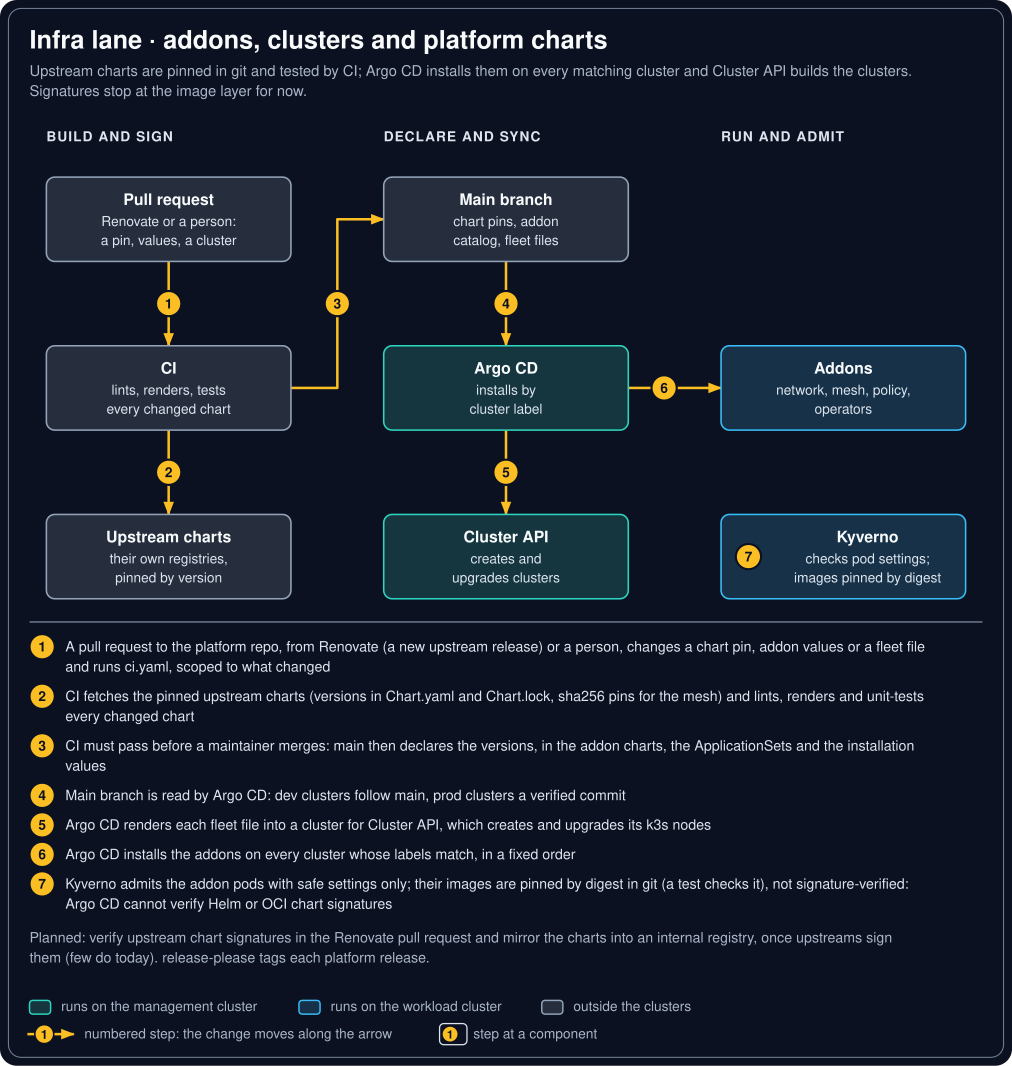 Infra lane · addons, clusters and platform charts
Upstream charts are pinned in git and tested by CI; Argo CD installs them on every matching cluster and Cluster API builds the clusters.
Signatures stop at the image layer for now.
BUILD AND SIGN
DECLARE AND SYNC
RUN AND ADMIT
Pull request
Renovate or a person:
a pin, values, a cluster
Main branch
chart pins, addon
catalog, fleet files
1
3
4
CI
lints, renders, tests
every changed chart
Argo CD
installs by
cluster label
6
Addons
network, mesh, policy,
operators
2
5
Upstream charts
their own registries,
pinned by version
Cluster API
creates and
upgrades clusters
7
Kyverno
checks pod settings;
images pinned by digest
1 A pull request to the platform repo, from Renovate (a new upstream release) or a person, changes a chart pin, addon values or a fleet file
and runs ci.yaml, scoped to what changed
2 CI fetches the pinned upstream charts (versions in Chart.yaml and Chart.lock, sha256 pins for the mesh) and lints, renders and unit-tests
every changed chart
3 CI must pass before a maintainer merges: main then declares the versions, in the addon charts, the ApplicationSets and the installation
values
4 Main branch is read by Argo CD: dev clusters follow main, prod clusters a verified commit
5 Argo CD renders each fleet file into a cluster for Cluster API, which creates and upgrades its k3s nodes
6 Argo CD installs the addons on every cluster whose labels match, in a fixed order
7 Kyverno admits the addon pods with safe settings only; their images are pinned by digest in git (a test checks it), not signature-verified:
Argo CD cannot verify Helm or OCI chart signatures
Planned: verify upstream chart signatures in the Renovate pull request and mirror the charts into an internal registry, once upstreams sign
them (few do today). release-please tags each platform release.
runs on the management cluster
runs on the workload cluster
outside the clusters
1 numbered step: the change moves along the arrow
1 step at a component